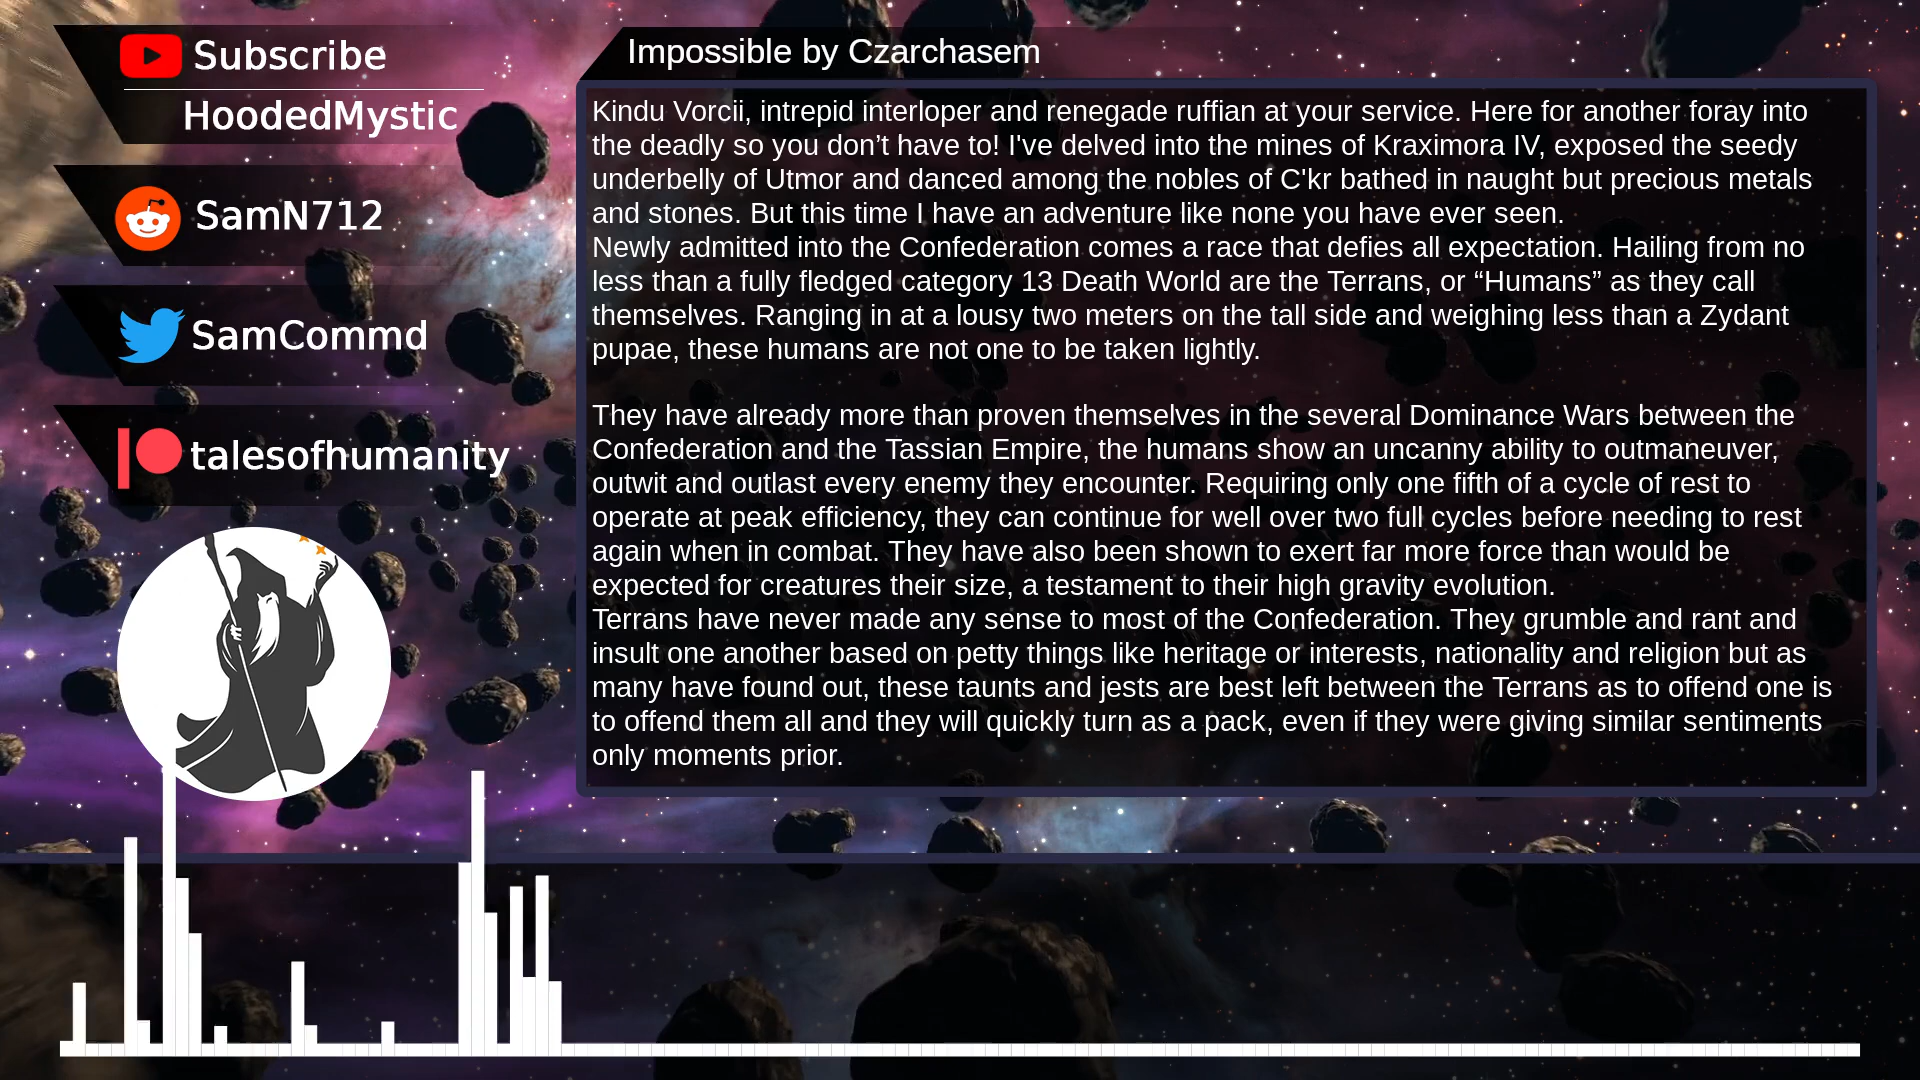 Subscribe
HoodedMystic
SamN712
SamCommd
talesofhumanity
Impossible by Czarchasem
Kindu Vorcii, intrepid interloper and renegade ruffian at your service. Here for another foray into
the deadly so you don’t have to! I've delved into the mines of Kraximora IV, exposed the seedy
underbelly of Utmor and danced among the nobles of C'kr bathed in naught but precious metals
and stones. But this time I have an adventure like none you have ever seen.
Newly admitted into the Confederation comes a race that defies all expectation. Hailing from no
less than a fully fledged category 13 Death World are the Terrans, or “Humans” as they call
themselves. Ranging in at a lousy two meters on the tall side and weighing less than a Zydant
pupae, these humans are not one to be taken lightly.
They have already more than proven themselves in the several Dominance Wars between the
Confederation and the Tassian Empire, the humans show an uncanny ability to outmaneuver,
outwit and outlast every enemy they encounter. Requiring only one fifth of a cycle of rest to
operate at peak efficiency, they can continue for well over two full cycles before needing to rest
again when in combat. They have also been shown to exert far more force than would be
expected for creatures their size, a testament to their high gravity evolution.
Terrans have never made any sense to most of the Confederation. They grumble and rant and
insult one another based on petty things like heritage or interests, nationality and religion but as
many have found out, these taunts and jests are best left between the Terrans as to offend one is
to offend them all and they will quickly turn as a pack, even if they were giving similar sentiments
only moments prior.